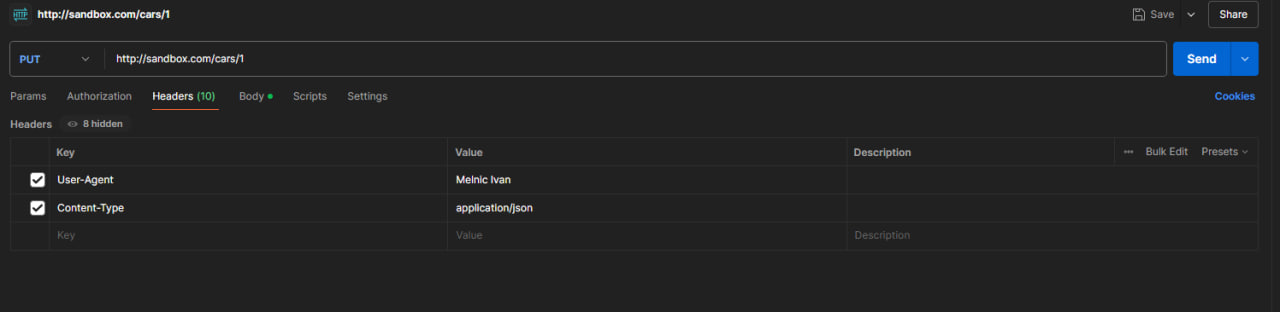 HTTP http://sandbox.com/cars/1 Save Share
PUT http://sandbox.com/cars/1 Send
Params Authorization Headers (10) Body Scripts Settings Cookies
Headers 8 hidden
Key Value Description ••• Bulk Edit Presets
User-Agent Melnic Ivan
Content-Type application/json
Key Value Description